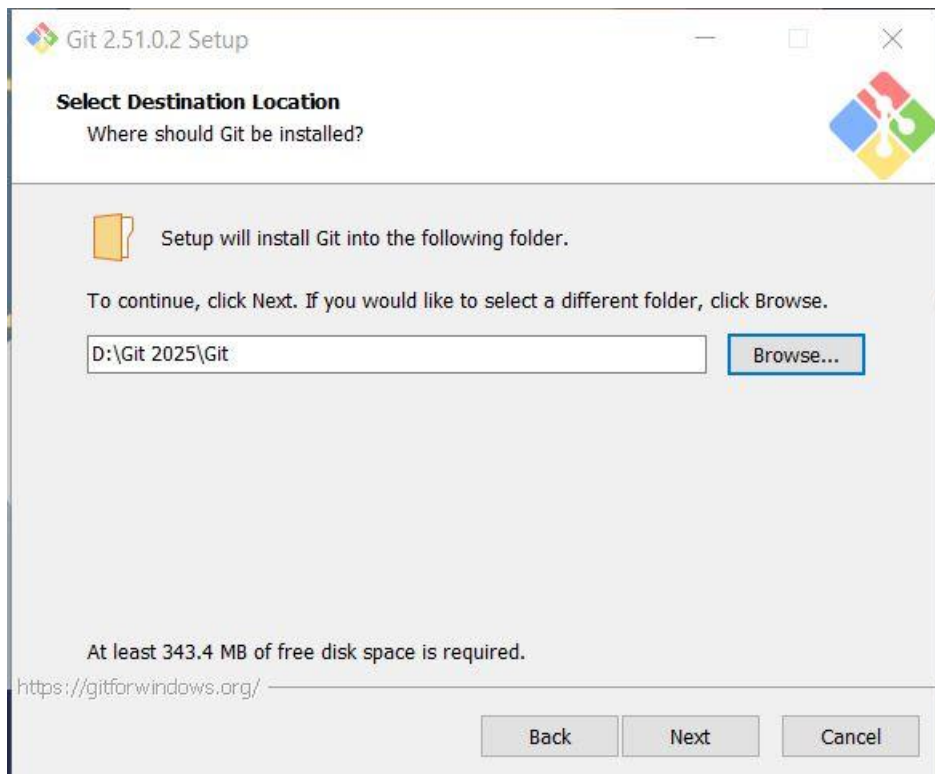 Git 2.51.0.2 Setup
Select Destination Location
Where should Git be installed?
Setup will install Git into the following folder.
To continue, click Next. If you would like to select a different folder, click Browse.
D:\Git 2025\Git
Browse...
At least 343.4 MB of free disk space is required.
https://gitforwindows.org/
Back
Next
Cancel